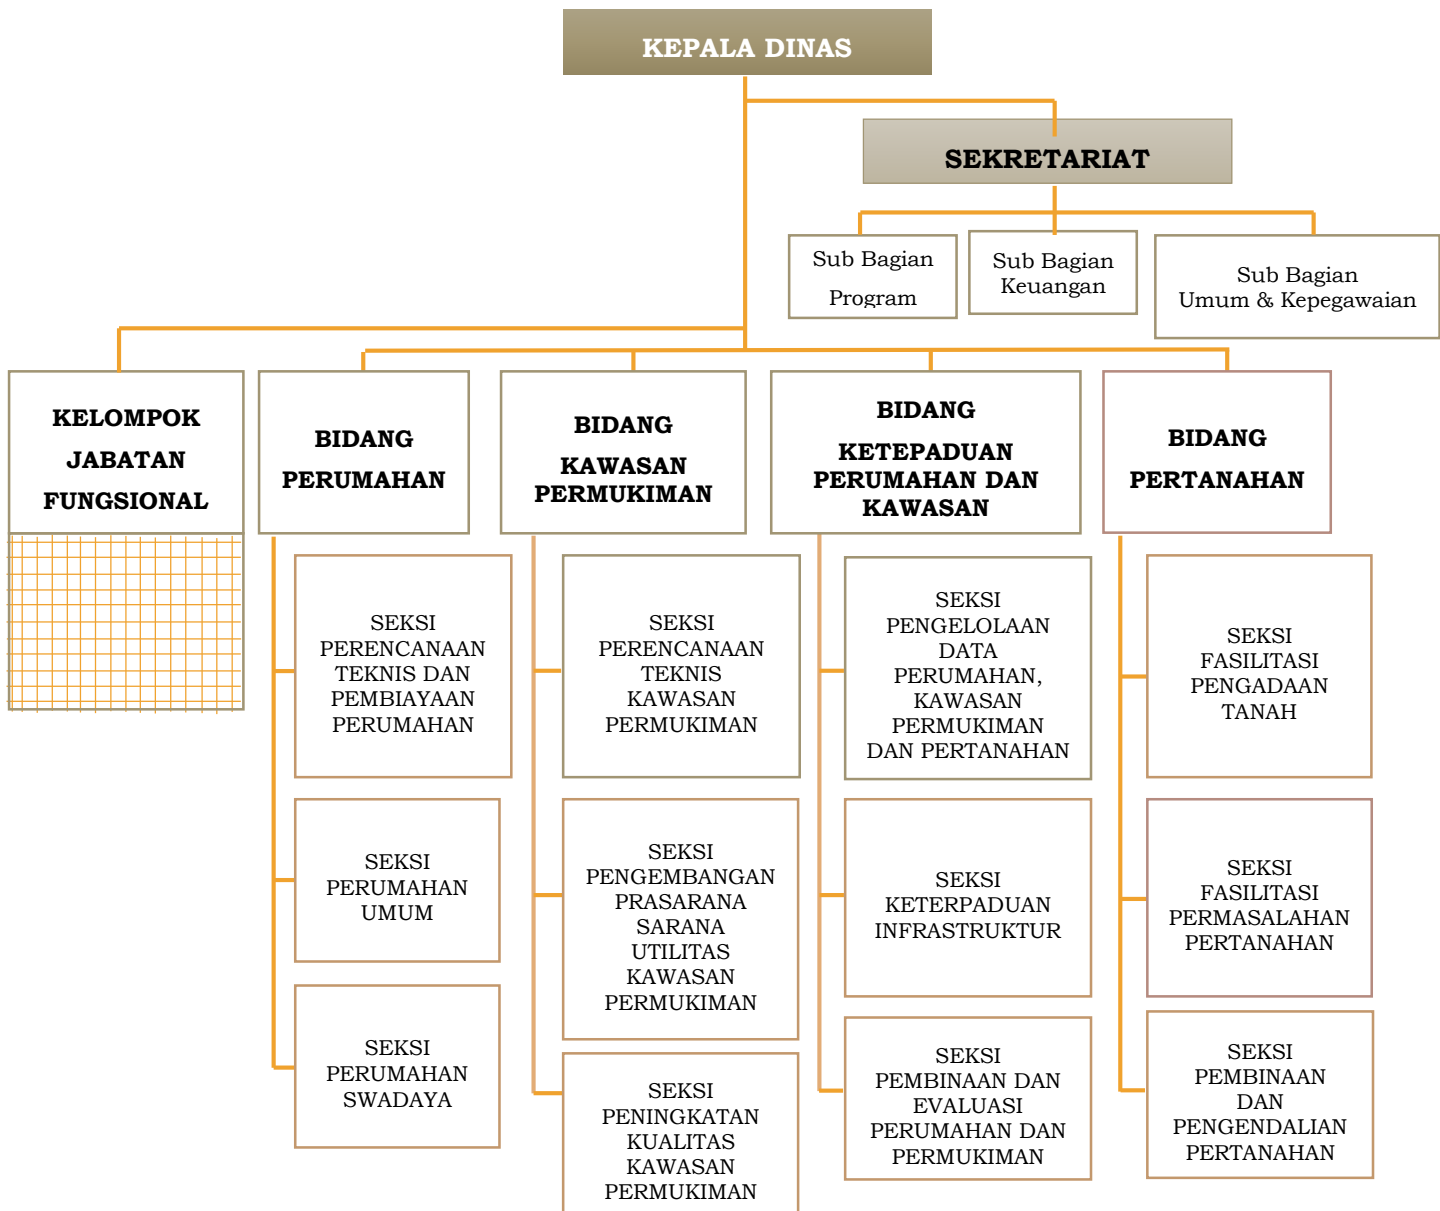 KEPALA DINAS
SEKRETARIAT
Sub Bagian
Program
Sub Bagian
Keuangan
Sub Bagian
Umum & Kepegawaian
KELOMPOK
JABATAN
FUNGSIONAL
BIDANG
PERUMAHAN
BIDANG
KAWASAN
PERMUKIMAN
BIDANG
KETEPADUAN
PERUMAHAN DAN
KAWASAN
BIDANG
PERTANAHAN
SEKSI
PERENCANAAN
TEKNIS DAN
PEMBIAYAAN
PERUMAHAN
SEKSI
PERENCANAAN
TEKNIS
KAWASAN
PERMUKIMAN
SEKSI
PENGELOLAAN
DATA
PERUMAHAN,
KAWASAN
PERMUKIMAN
DAN PERTANAHAN
SEKSI
FASILITASI
PENGADAAN
TANAH
SEKSI
PERUMAHAN
UMUM
SEKSI
PENGEMBANGAN
PRASARANA
SARANA
UTILITAS
KAWASAN
PERMUKIMAN
SEKSI
KETERPADUAN
INFRASTRUKTUR
SEKSI
FASILITASI
PERMASALAHAN
PERTANAHAN
SEKSI
PERUMAHAN
SWADAYA
SEKSI
PENINGKATAN
KUALITAS
KAWASAN
PERMUKIMAN
SEKSI
PEMBINAAN DAN
EVALUASI
PERUMAHAN DAN
PERMUKIMAN
SEKSI
PEMBINAAN
DAN
PENGENDALIAN
PERTANAHAN